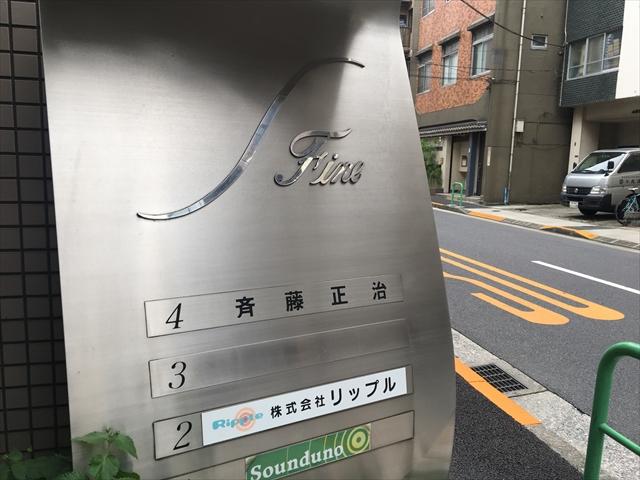 Fine
4 斉藤正治
3
2 Ripple 株式会社リップル
Sounduno